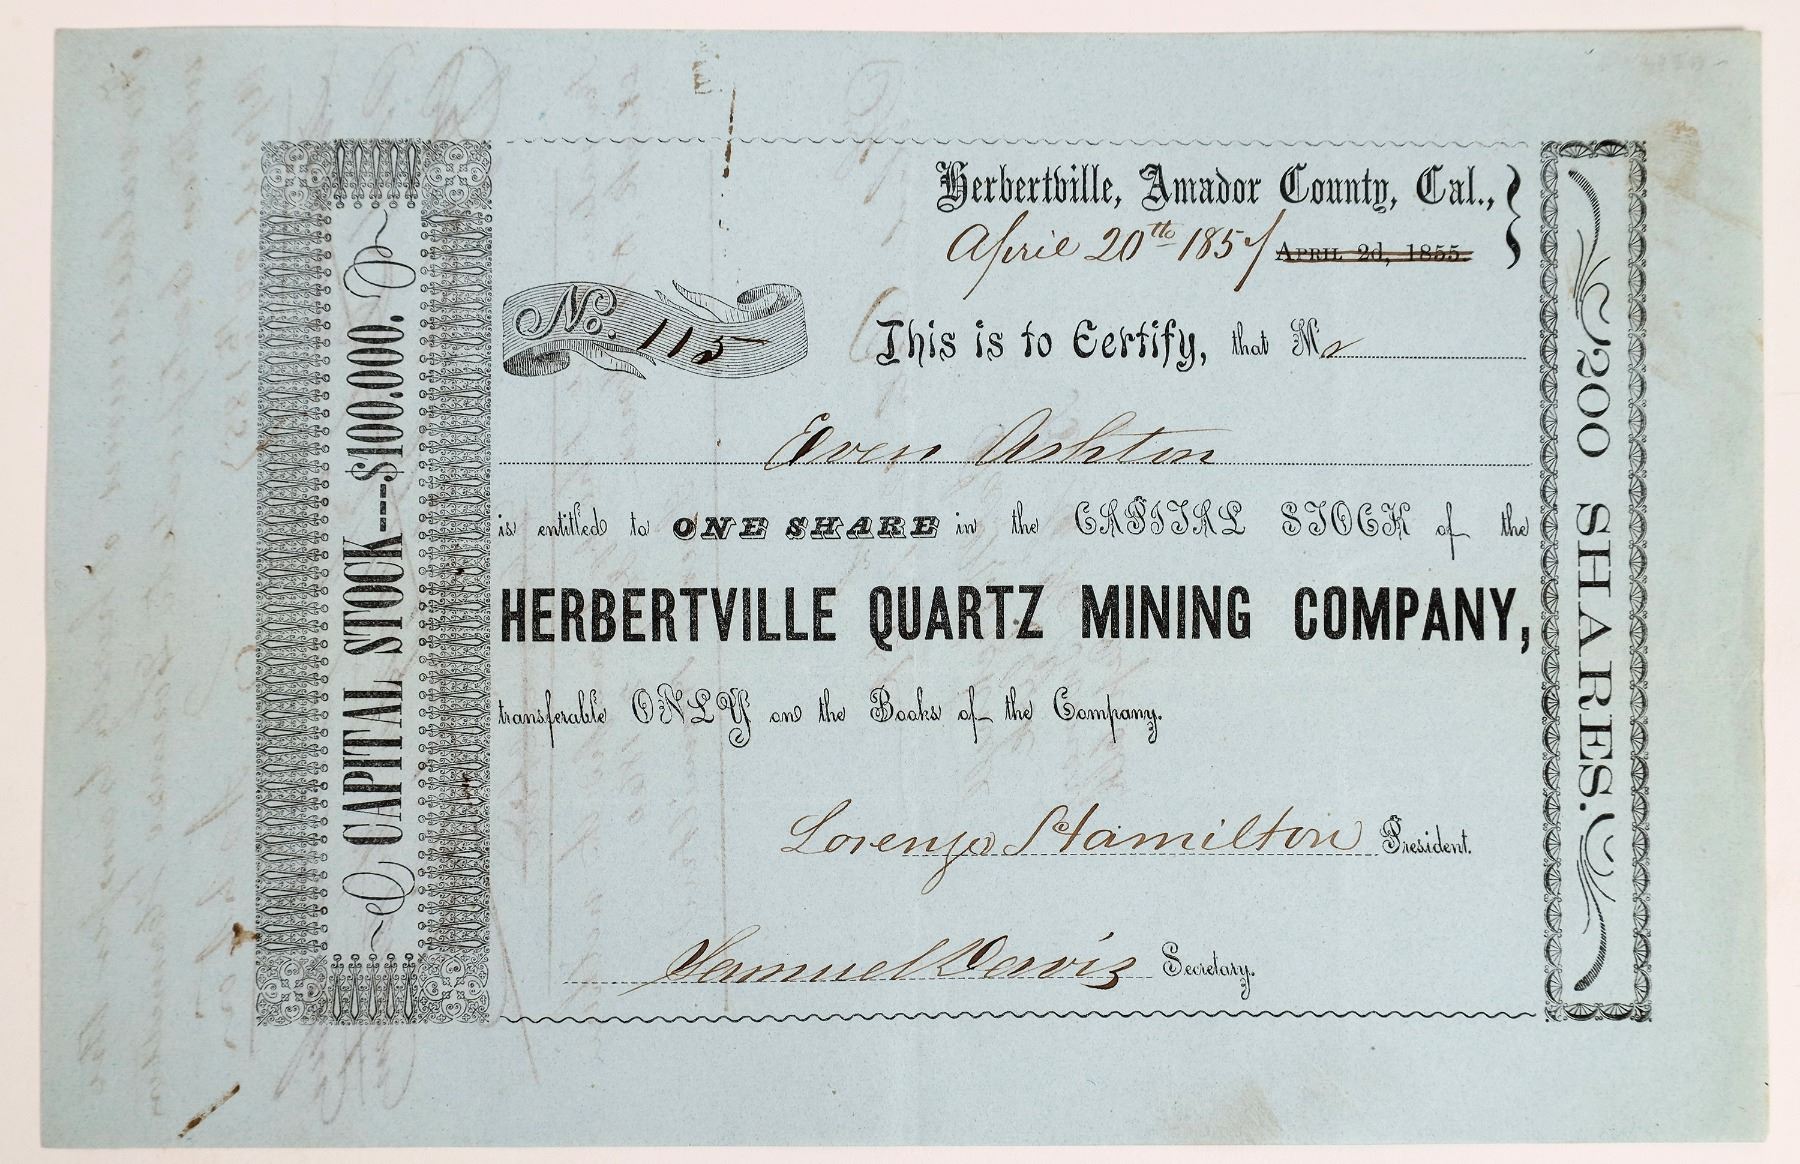 Herbertville, Amador County, Cal.,
April 20th 1857 April 2d, 1855.
No. 115
This is to Certify, that Mr
Even Ashton
is entitled to ONE SHARE in the CAPITAL STOCK of the
HERBERTVILLE QUARTZ MINING COMPANY,
transferable ONLY on the Books of the Company.
Lorenzo Hamilton President.
Samuel Davis Secretary.
CAPITAL STOCK--$100.000.
200 SHARES.